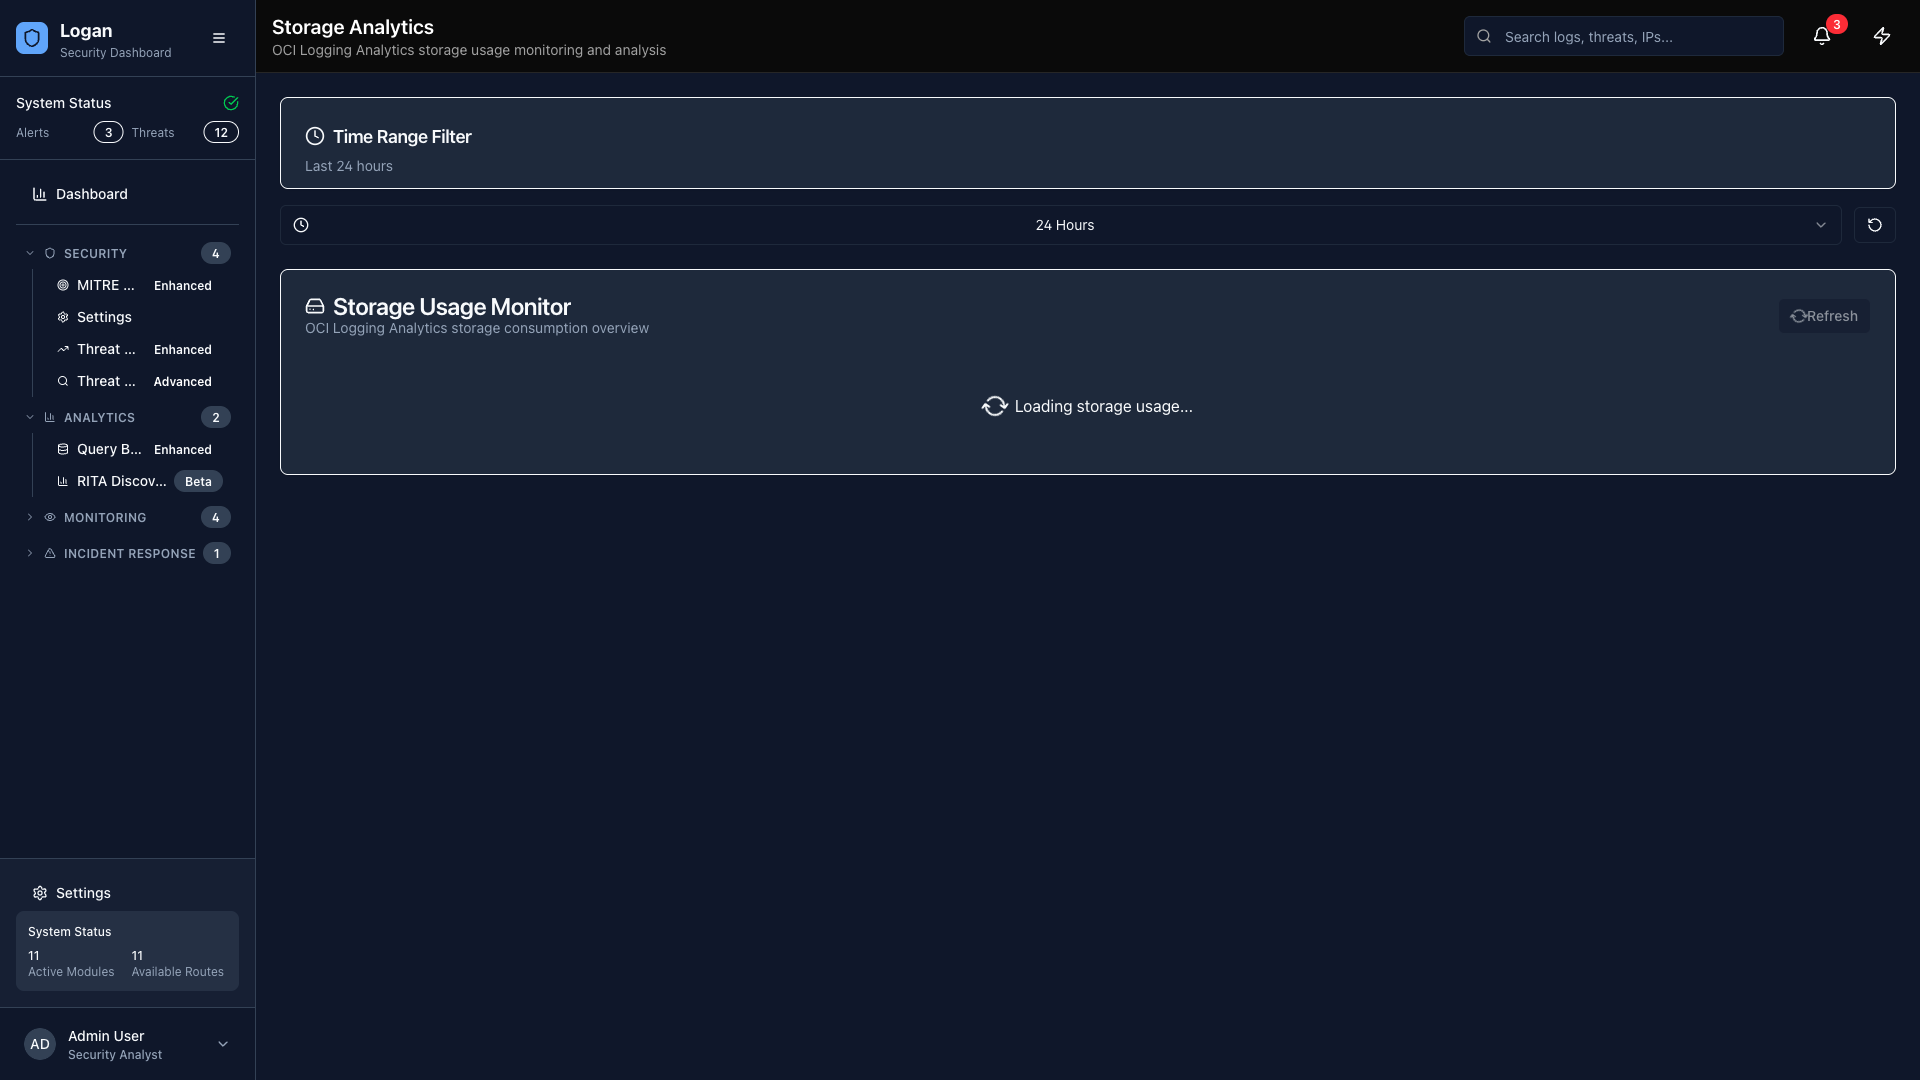 Logan
Security Dashboard
System Status
Alerts 3 Threats 12
Dashboard
SECURITY 4
MITRE ... Enhanced
Settings
Threat ... Enhanced
Threat ... Advanced
ANALYTICS 2
Query B... Enhanced
RITA Discov... Beta
MONITORING 4
INCIDENT RESPONSE 1
Settings
System Status
11 11
Active Modules Available Routes
AD
Admin User
Security Analyst
Storage Analytics
OCI Logging Analytics storage usage monitoring and analysis
Search logs, threats, IPs...
3
Time Range Filter
Last 24 hours
24 Hours
Storage Usage Monitor
OCI Logging Analytics storage consumption overview
Refresh
Loading storage usage...